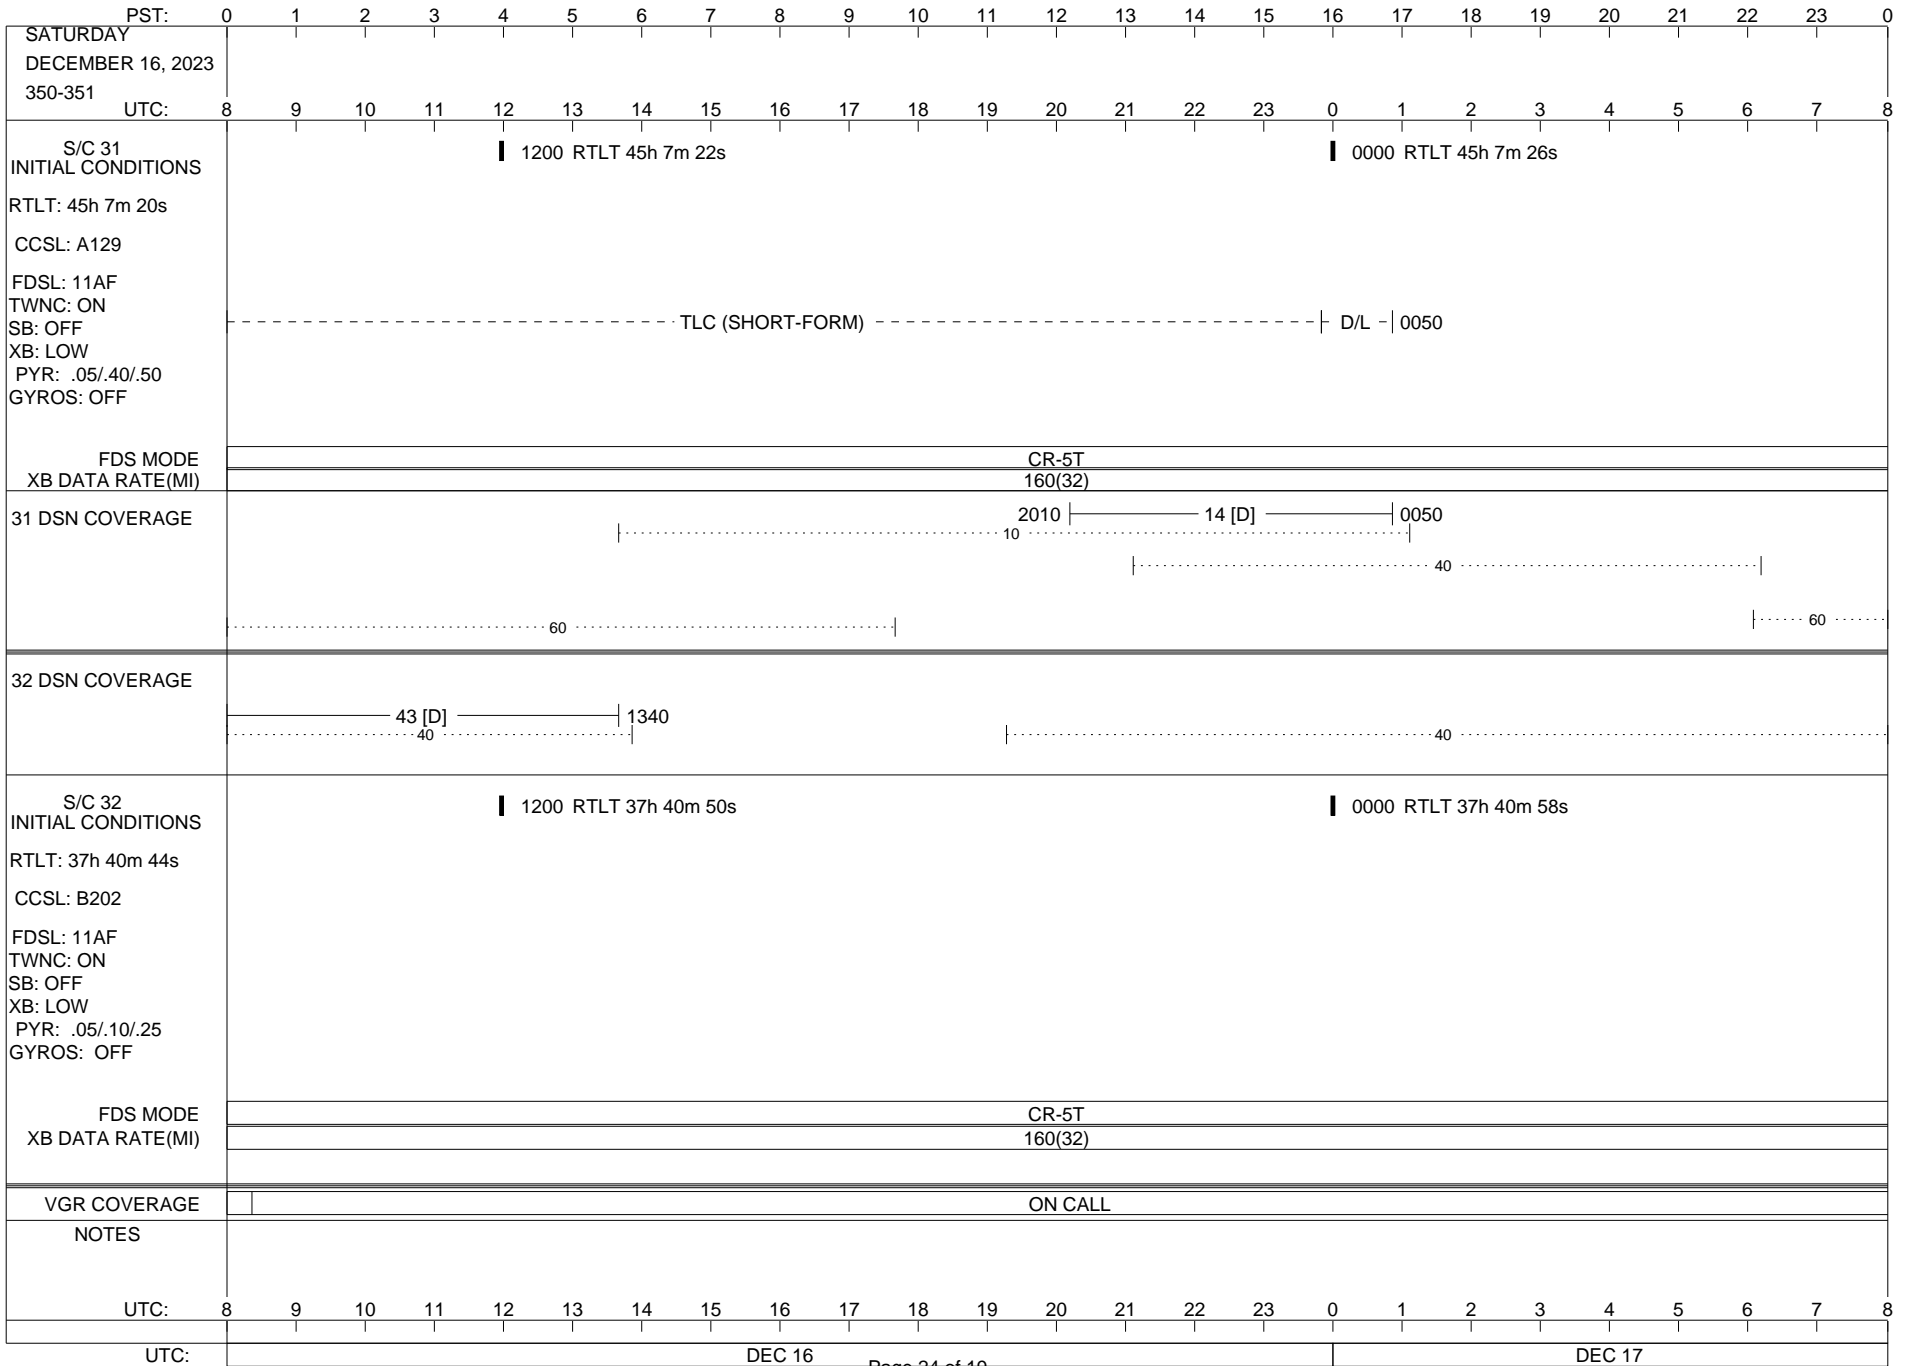 PST: 0 1 2 3 4 5 6 7 8 9 10 11 12 13 14 15 16 17 18 19 20 21 22 23 0
SATURDAY
DECEMBER 16, 2023
350-351
UTC: 8 9 10 11 12 13 14 15 16 17 18 19 20 21 22 23 0 1 2 3 4 5 6 7 8
S/C 31
INITIAL CONDITIONS
1200 RTLT 45h 7m 22s
0000 RTLT 45h 7m 26s
RTLT: 45h 7m 20s
CCSL: A129
FDSL: 11AF
TWNC: ON
SB: OFF
XB: LOW
PYR: .05/.40/.50
GYROS: OFF
TLC (SHORT-FORM) D/L 0050
FDS MODE CR-5T
XB DATA RATE(MI) 160(32)
31 DSN COVERAGE
2010 14 [D] 0050
10
40
60
60
32 DSN COVERAGE
43 [D] 1340
40 40
S/C 32
INITIAL CONDITIONS
1200 RTLT 37h 40m 50s
0000 RTLT 37h 40m 58s
RTLT: 37h 40m 44s
CCSL: B202
FDSL: 11AF
TWNC: ON
SB: OFF
XB: LOW
PYR: .05/.10/.25
GYROS: OFF
FDS MODE CR-5T
XB DATA RATE(MI) 160(32)
VGR COVERAGE ON CALL
NOTES
UTC: 8 9 10 11 12 13 14 15 16 17 18 19 20 21 22 23 0 1 2 3 4 5 6 7 8
UTC: DEC 16 DEC 17
Page 24 of 10